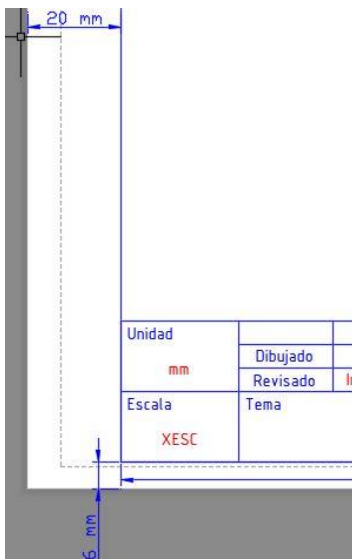 20 mm
Unidad
mm
Dibujado
Revisado
Escala
Tema
XESC
6 mm